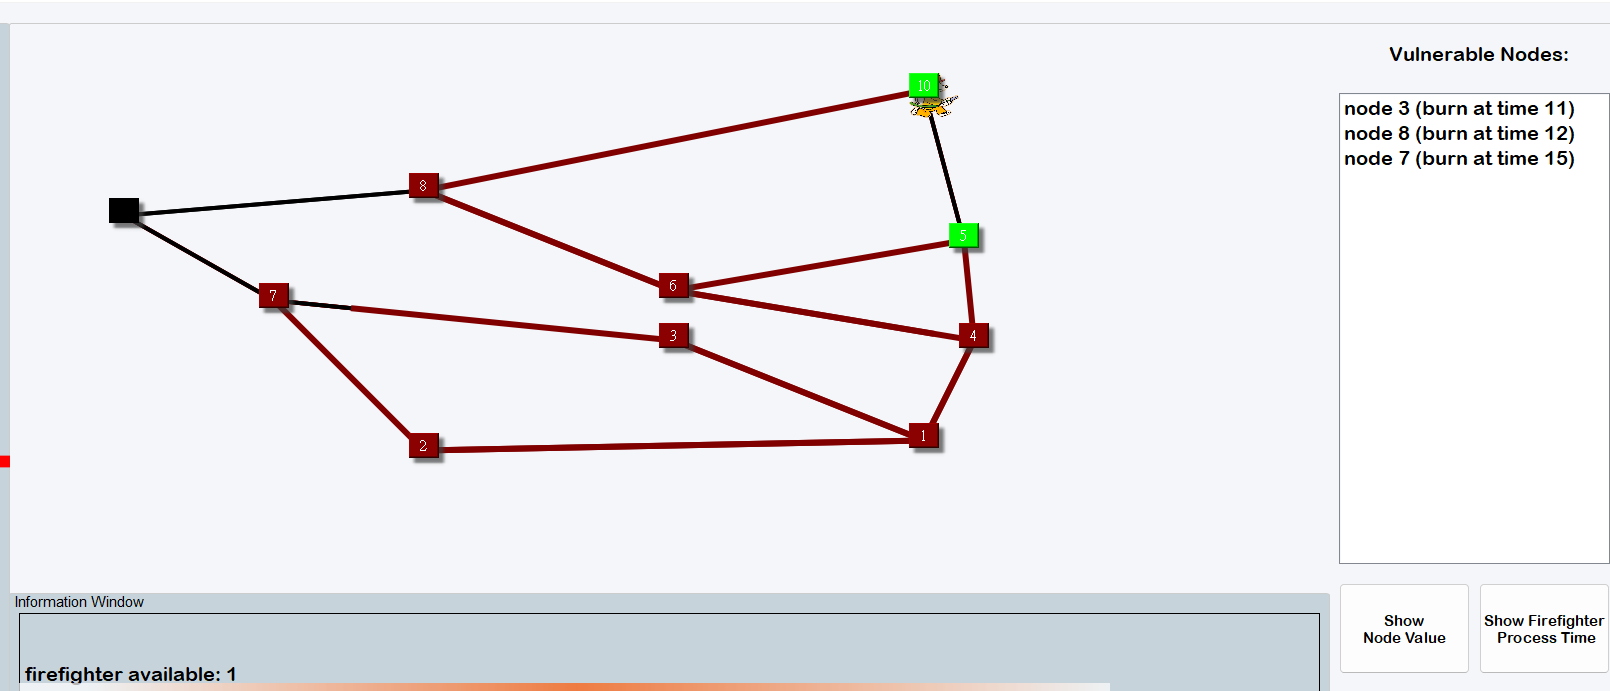 Vulnerable Nodes:
10
node 3 (burn at time 11)
node 8 (burn at time 12)
node 7 (burn at time 15)
8
5
6
7
3
4
1
2
Information Window
Show
Node Value
Show Firefighter
Process Time
firefighter available: 1